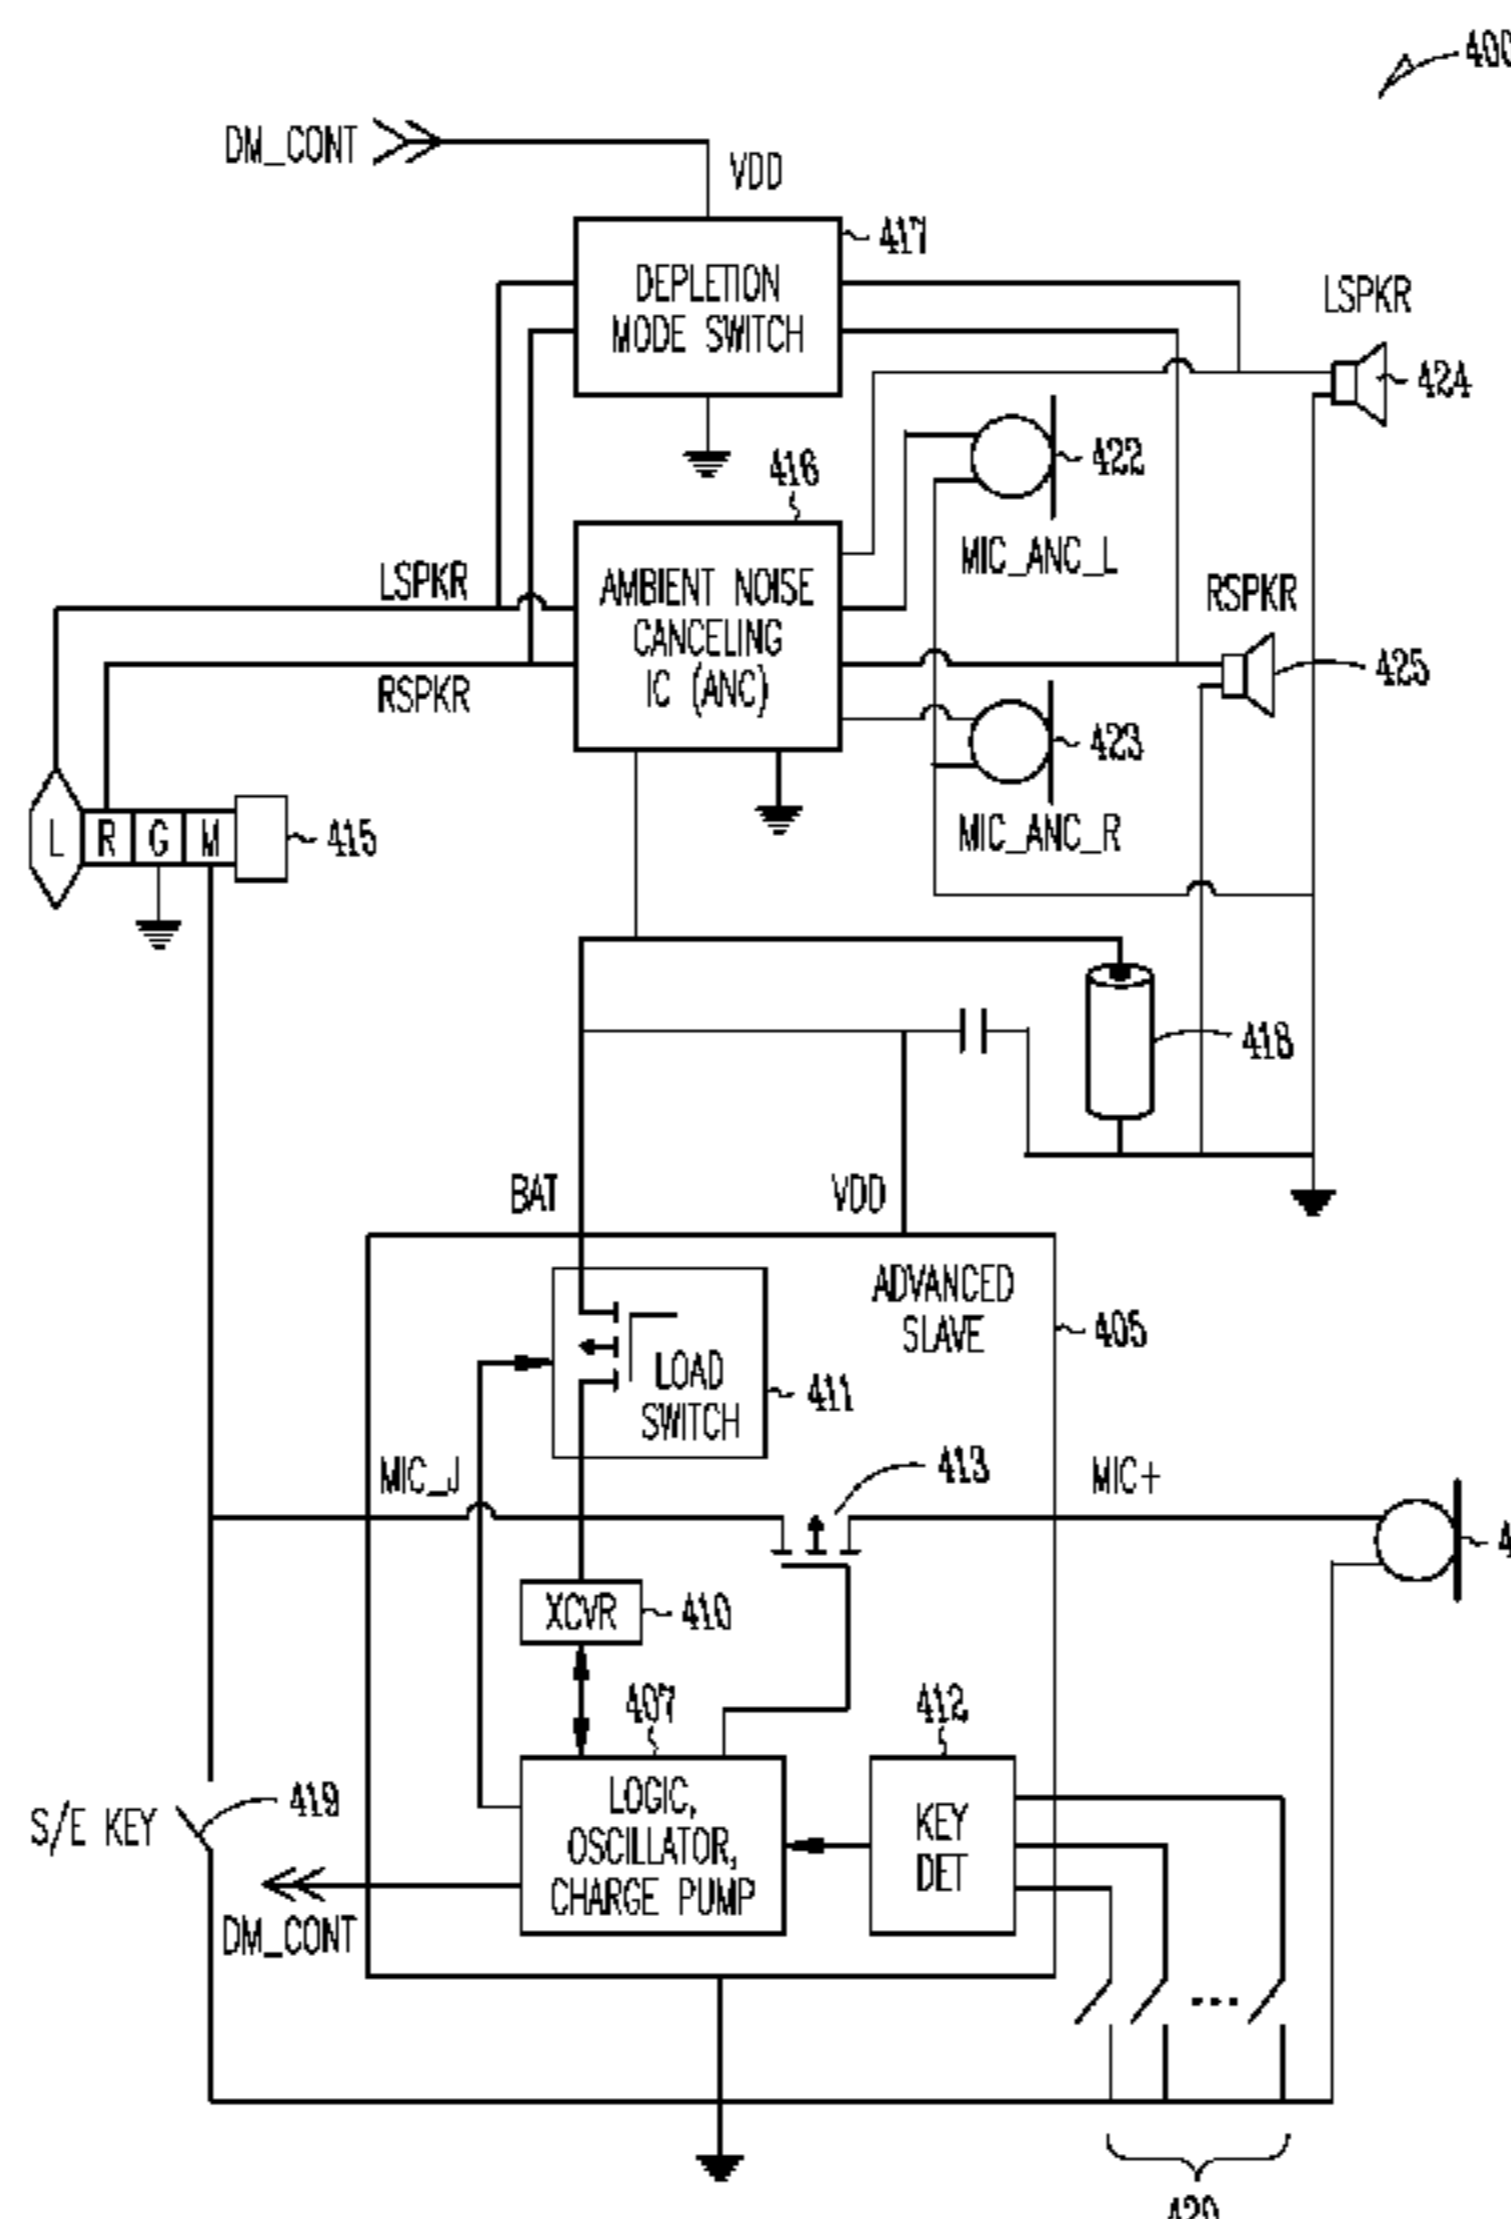 400
DM_CONT
VDD
417
DEPLETION
MODE SWITCH
LSPKR
424
422
416
MIC_ANC_L
LSPKR
AMBIENT NOISE
CANCELING
IC (ANC)
RSPKR
425
RSPKR
423
L R G M
415
MIC_ANC_R
418
BAT
VDD
ADVANCED
SLAVE
405
LOAD
SWITCH
411
MIC_J
413
MIC+
XCVR
410
407
412
S/E KEY
419
LOGIC,
OSCILLATOR,
CHARGE PUMP
KEY
DET
DM_CONT
420